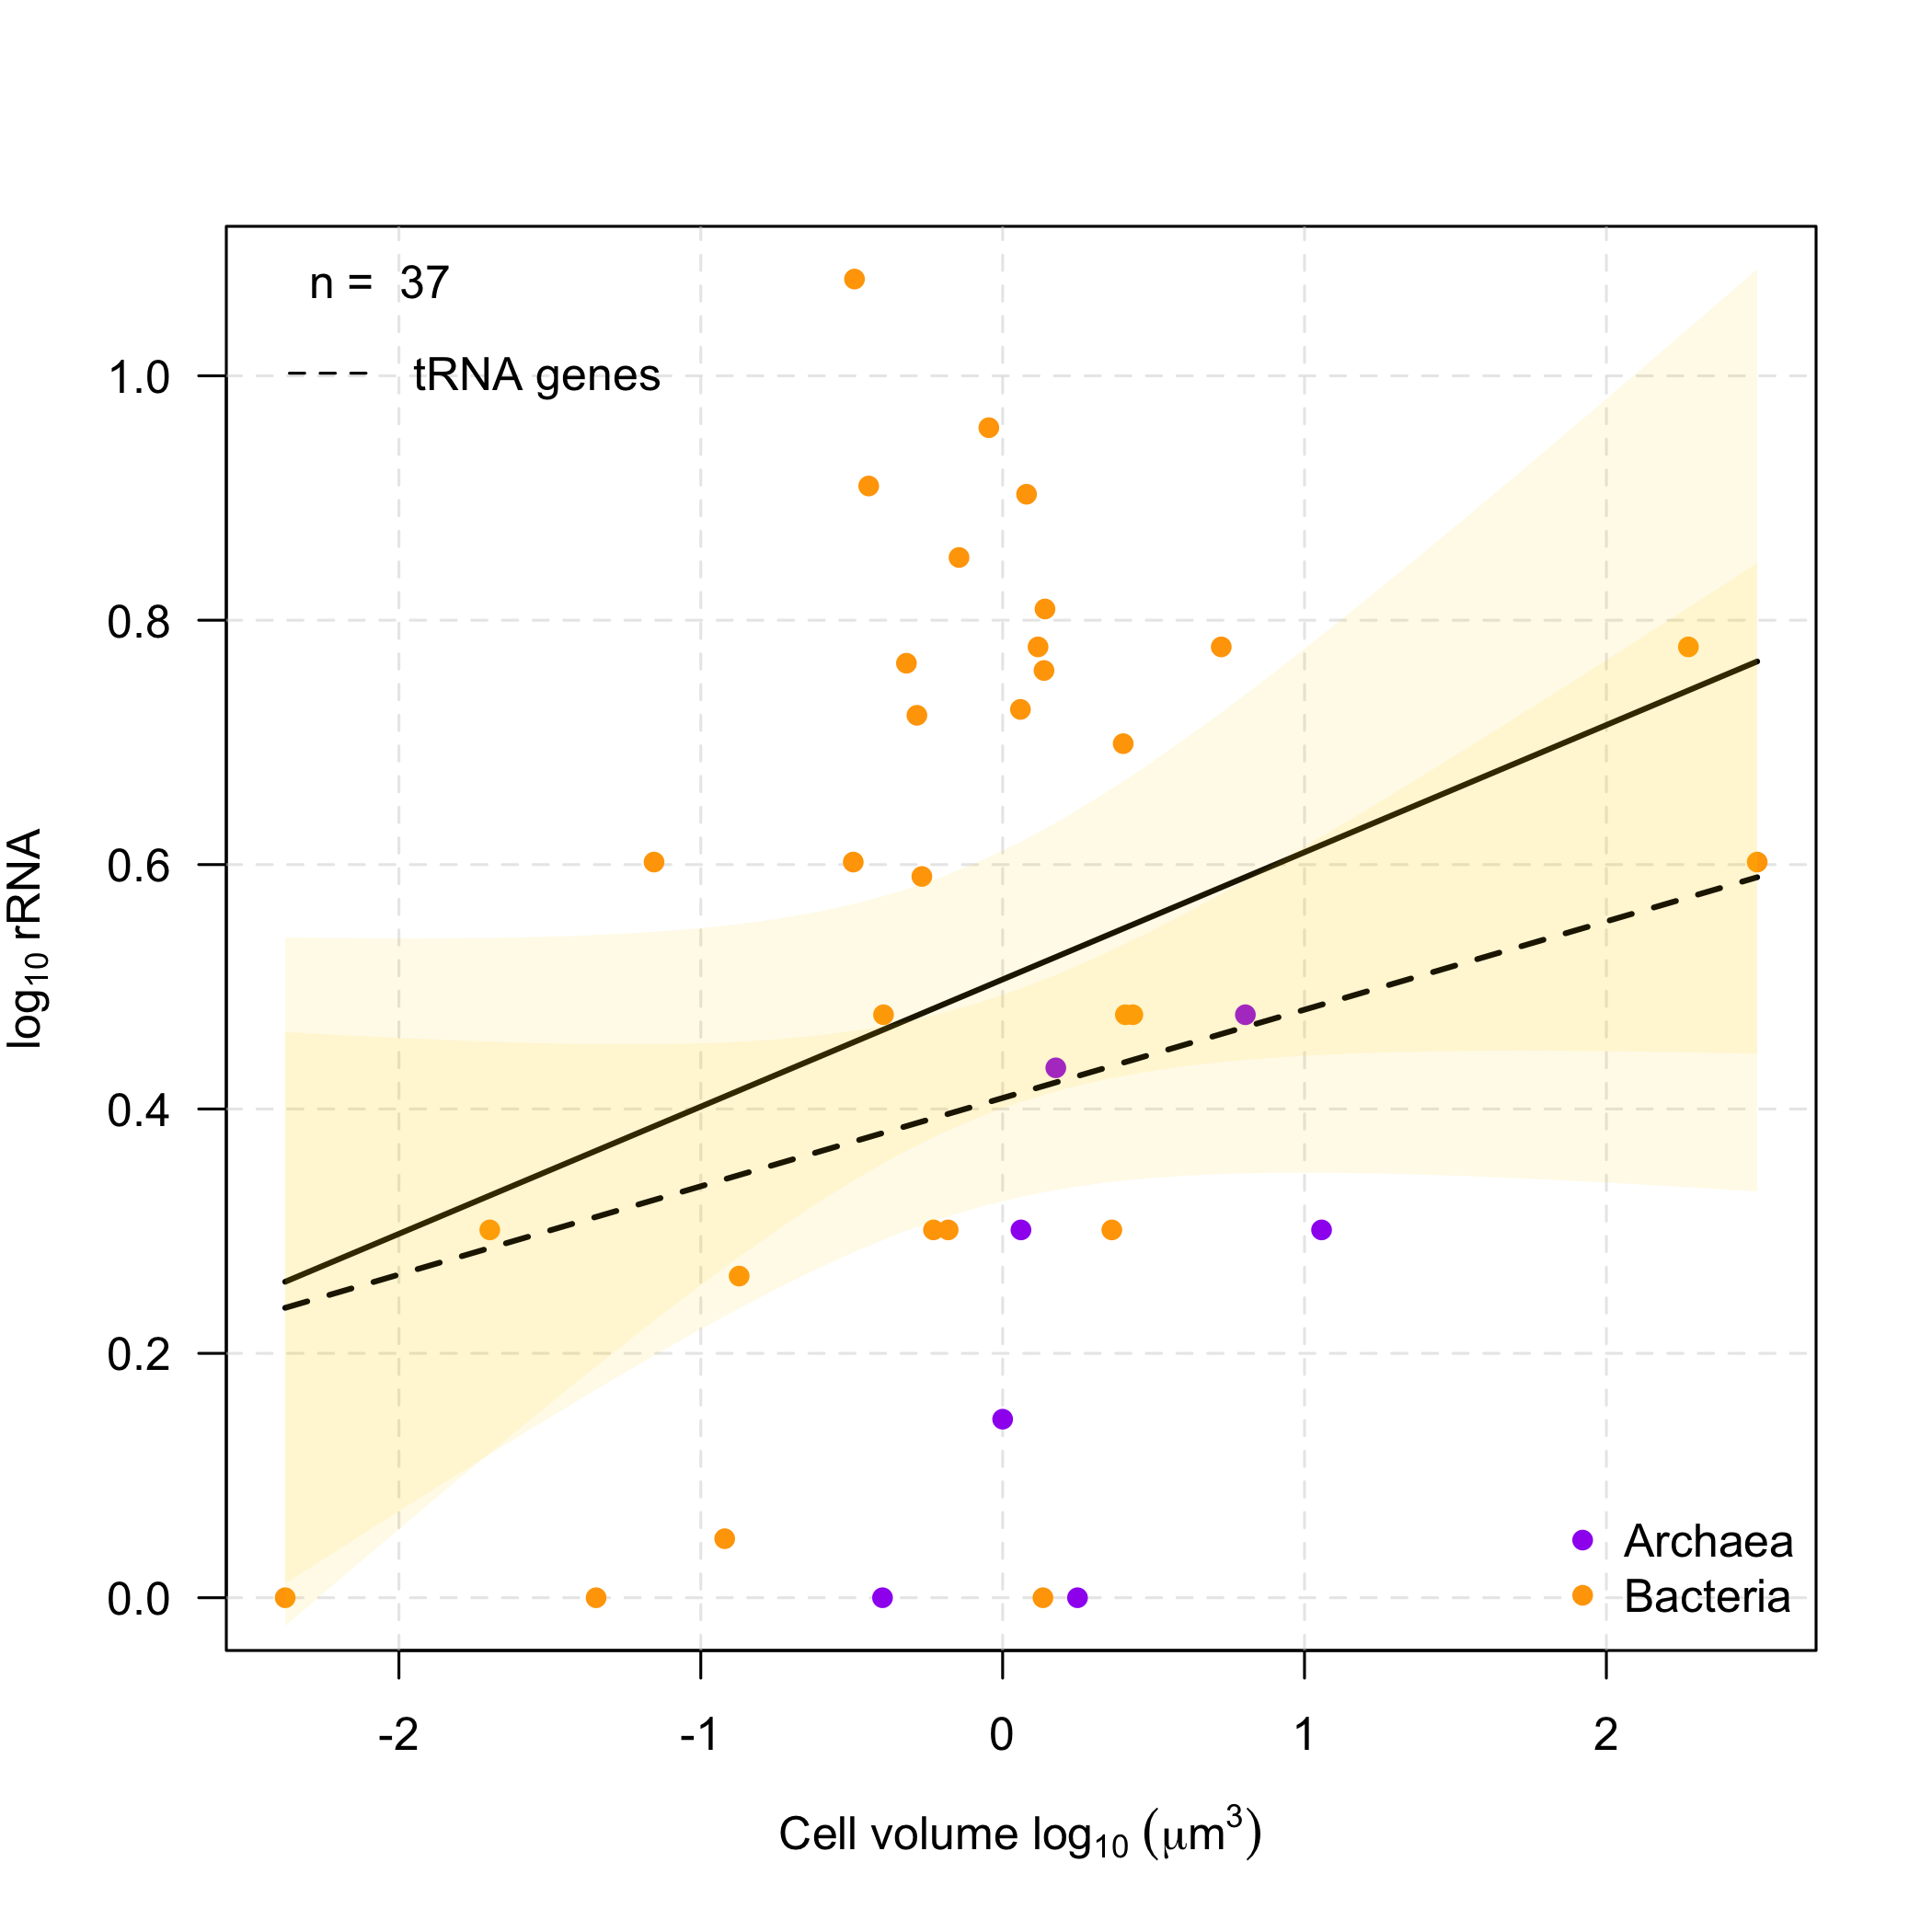 n = 37
tRNA genes
1.0
0.8
0.6
0.4
0.2
0.0
log₁₀ rRNA
Archaea
Bacteria
-2 -1 0 1 2
Cell volume log₁₀ (μm³)